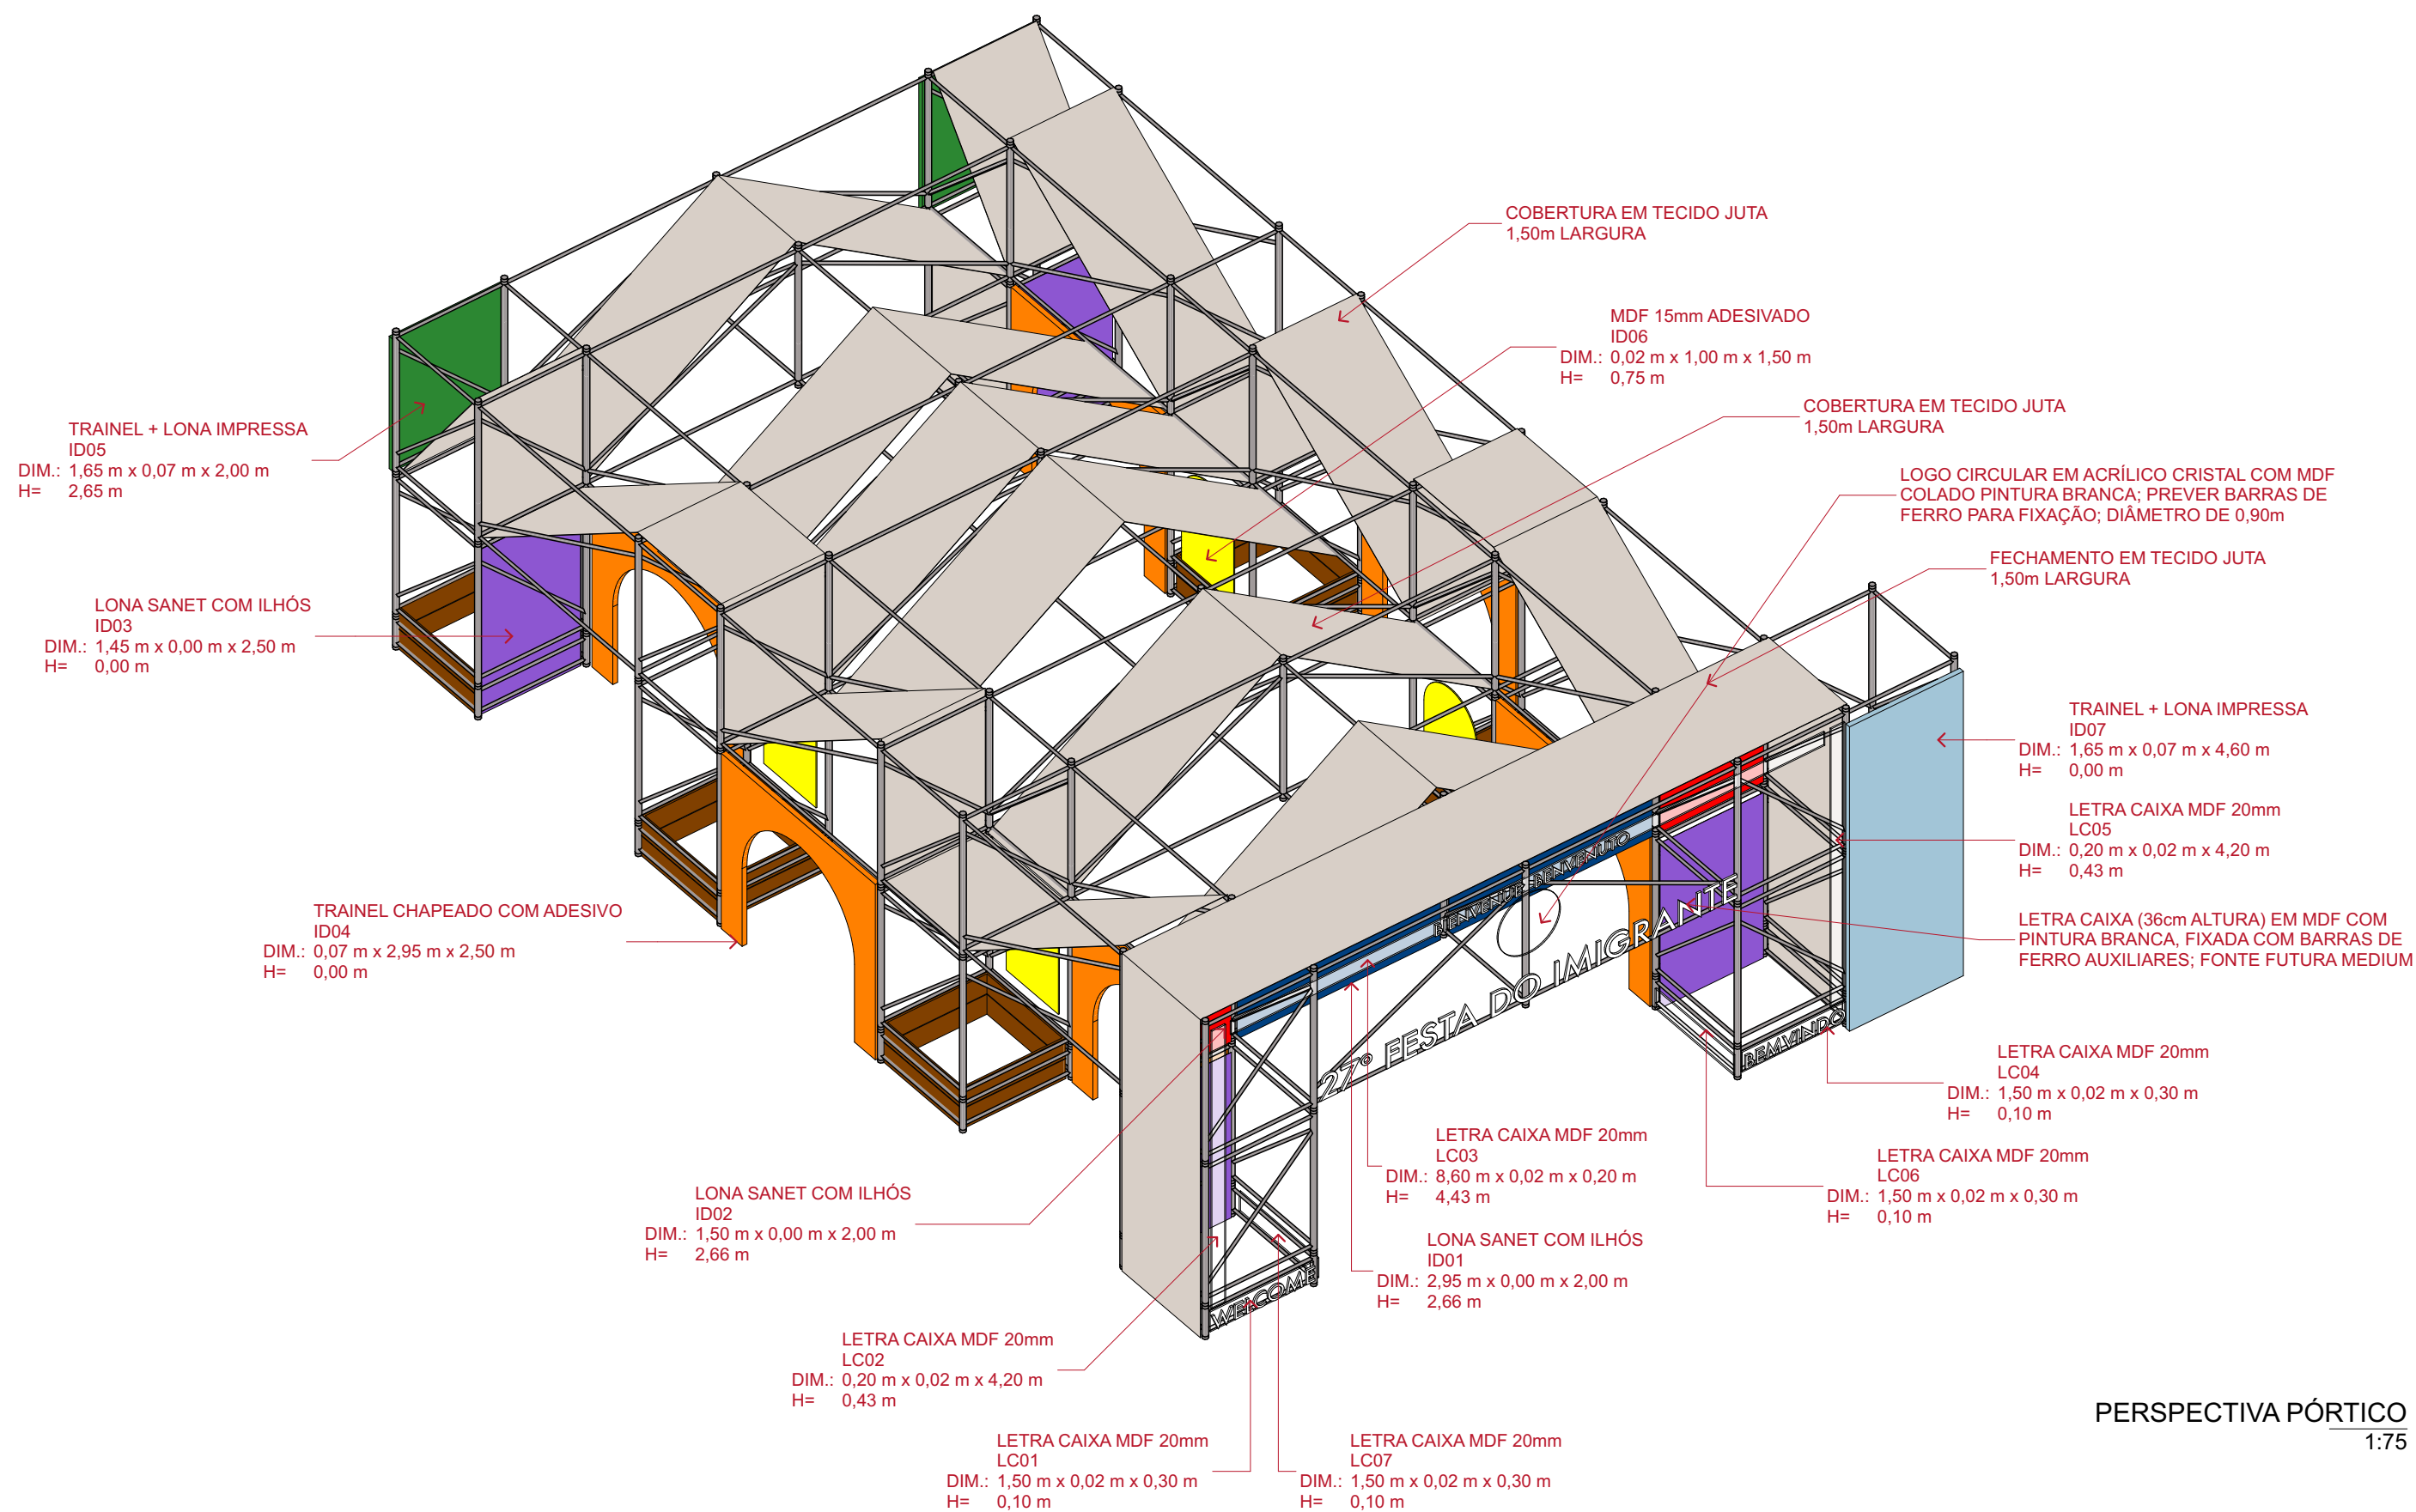 COBERTURA EM TECIDO JUTA
1,50m LARGURA
MDF 15mm ADESIVADO
ID06
DIM.: 0,02 m x 1,00 m x 1,50 m
H= 0,75 m
COBERTURA EM TECIDO JUTA
1,50m LARGURA
TRAINEL + LONA IMPRESSA
ID05
DIM.: 1,65 m x 0,07 m x 2,00 m
H= 2,65 m
LOGO CIRCULAR EM ACRÍLICO CRISTAL COM MDF
COLADO PINTURA BRANCA; PREVER BARRAS DE
FERRO PARA FIXAÇÃO; DIÂMETRO DE 0,90m
FECHAMENTO EM TECIDO JUTA
1,50m LARGURA
LONA SANET COM ILHÓS
ID03
DIM.: 1,45 m x 0,00 m x 2,50 m
H= 0,00 m
TRAINEL + LONA IMPRESSA
ID07
DIM.: 1,65 m x 0,07 m x 4,60 m
H= 0,00 m
LETRA CAIXA MDF 20mm
LC05
DIM.: 0,20 m x 0,02 m x 4,20 m
H= 0,43 m
BIENVENUE BENVENUTO
27º FESTA DO IMIGRANTE
TRAINEL CHAPEADO COM ADESIVO
ID04
DIM.: 0,07 m x 2,95 m x 2,50 m
H= 0,00 m
LETRA CAIXA (36cm ALTURA) EM MDF COM
PINTURA BRANCA, FIXADA COM BARRAS DE
FERRO AUXILIARES; FONTE FUTURA MEDIUM
BEMVINDO
LETRA CAIXA MDF 20mm
LC04
DIM.: 1,50 m x 0,02 m x 0,30 m
H= 0,10 m
LETRA CAIXA MDF 20mm
LC03
DIM.: 8,60 m x 0,02 m x 0,20 m
H= 4,43 m
LETRA CAIXA MDF 20mm
LC06
DIM.: 1,50 m x 0,02 m x 0,30 m
H= 0,10 m
LONA SANET COM ILHÓS
ID02
DIM.: 1,50 m x 0,00 m x 2,00 m
H= 2,66 m
LONA SANET COM ILHÓS
ID01
DIM.: 2,95 m x 0,00 m x 2,00 m
H= 2,66 m
WELCOME
LETRA CAIXA MDF 20mm
LC02
DIM.: 0,20 m x 0,02 m x 4,20 m
H= 0,43 m
LETRA CAIXA MDF 20mm
LC01
DIM.: 1,50 m x 0,02 m x 0,30 m
H= 0,10 m
LETRA CAIXA MDF 20mm
LC07
DIM.: 1,50 m x 0,02 m x 0,30 m
H= 0,10 m
PERSPECTIVA PÓRTICO
1:75